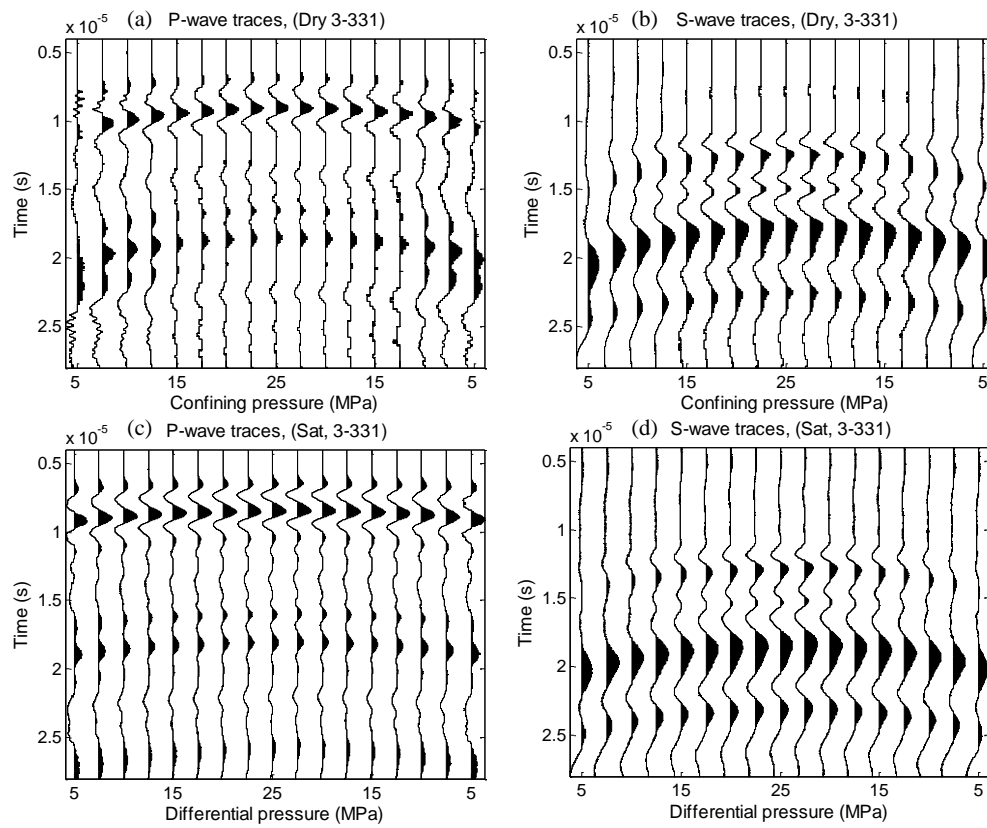 (a) P-wave traces, (Dry 3-331)
x 10⁻⁵
0.5
1
1.5
2
2.5
Time (s)
5 15 25 15 5
Confining pressure (MPa)
(b) S-wave traces, (Dry, 3-331)
x 10⁻⁵
0.5
1
1.5
2
2.5
Time (s)
5 15 25 15 5
Confining pressure (MPa)
(c) P-wave traces, (Sat, 3-331)
x 10⁻⁵
0.5
1
1.5
2
2.5
Time (s)
5 15 25 15 5
Differential pressure (MPa)
(d) S-wave traces, (Sat, 3-331)
x 10⁻⁵
0.5
1
1.5
2
2.5
Time (s)
5 15 25 15 5
Differential pressure (MPa)